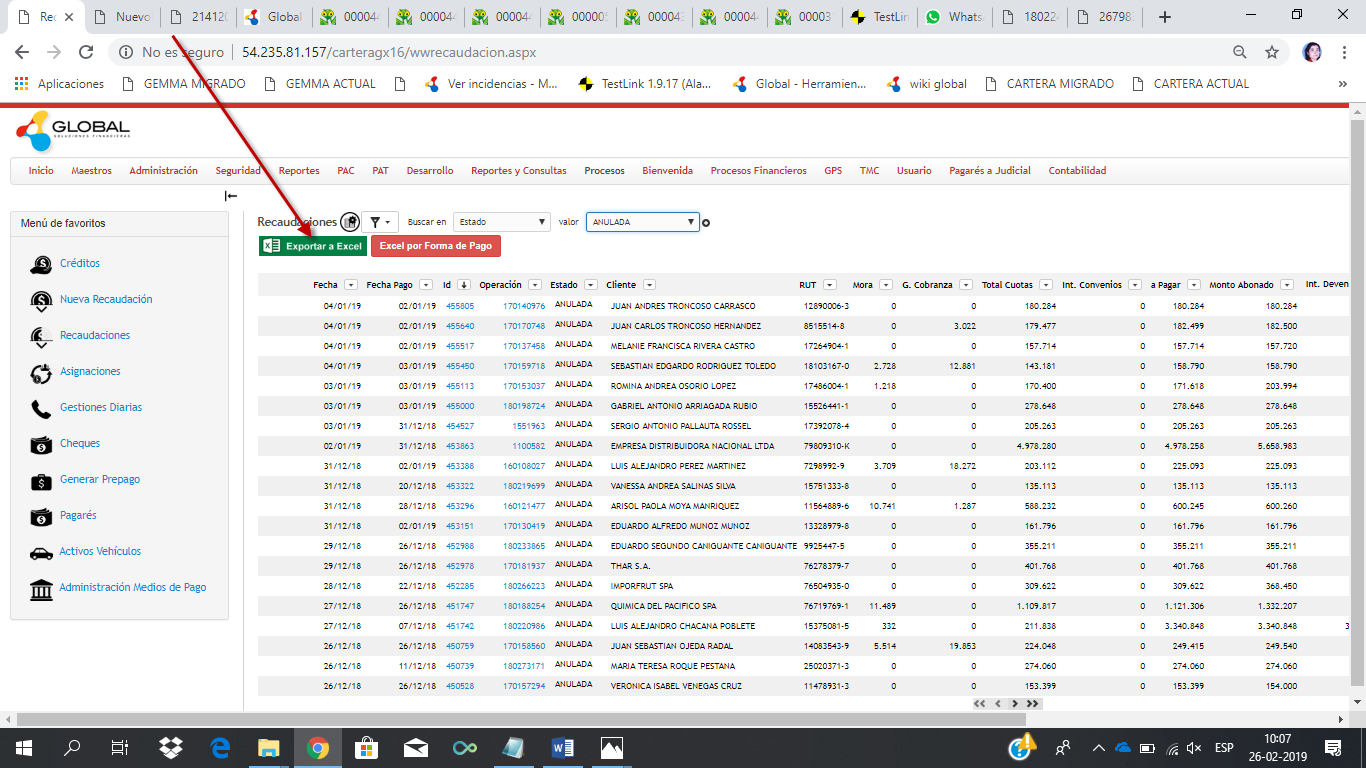 Rec
Nuevo
21412
Global
00004
00004
00004
00005
00004
00004
00003
TestLin
Whats
18022
26798
No es seguro | 54.235.81.157/carteragx16/wwrecaudacion.aspx
Aplicaciones GEMMA MIGRADO GEMMA ACTUAL Ver incidencias - M... TestLink 1.9.17 (Ala... Global - Herramien... wiki global CARTERA MIGRADO CARTERA ACTUAL »
GLOBAL
SOLUCIONES FINANCIERAS
Inicio Maestros Administración Seguridad Reportes PAC PAT Desarrollo Reportes y Consultas Procesos Bienvenida Procesos Financieros GPS TMC Usuario Pagarés a Judicial Contabilidad
Menú de favoritos
Créditos
Nueva Recaudación
Recaudaciones
Asignaciones
Gestiones Diarias
Cheques
Generar Prepago
Pagarés
Activos Vehículos
Administración Medios de Pago
Recaudaciones Buscar en Estado valor ANULADA
Exportar a Excel Excel por Forma de Pago
Fecha Fecha Pago Id Operación Estado Cliente RUT Mora G. Cobranza Total Cuotas Int. Convenios a Pagar Monto Abonado Int. Deven
04/01/19 02/01/19 455805 170140976 ANULADA JUAN ANDRES TRONCOSO CARRASCO 12890006-3 0 0 180.284 0 180.284 180.284
04/01/19 02/01/19 455640 170170748 ANULADA JUAN CARLOS TRONCOSO HERNANDEZ 8515514-8 0 3.022 179.477 0 182.499 182.500
04/01/19 02/01/19 455517 170137458 ANULADA MELANIE FRANCISCA RIVERA CASTRO 17264904-1 0 0 157.714 0 157.714 157.720
04/01/19 03/01/19 455450 170159718 ANULADA SEBASTIAN EDGARDO RODRIGUEZ TOLEDO 18103167-0 2.728 12.881 143.181 0 158.790 158.790
03/01/19 03/01/19 455113 170153037 ANULADA ROMINA ANDREA OSORIO LOPEZ 17486004-1 1.218 0 170.400 0 171.618 203.994
03/01/19 03/01/19 455000 180198724 ANULADA GABRIEL ANTONIO ARRIAGADA RUBIO 15526441-1 0 0 278.648 0 278.648 278.648
03/01/19 31/12/18 454527 1551963 ANULADA SERGIO ANTONIO PALLAUTA ROSSEL 17392078-4 0 0 205.263 0 205.263 205.263
02/01/19 31/12/18 453863 1100582 ANULADA EMPRESA DISTRIBUIDORA NACIONAL LTDA 79809310-K 0 0 4.978.280 0 4.978.258 5.658.983
31/12/18 02/01/19 453388 160108027 ANULADA LUIS ALEJANDRO PEREZ MARTINEZ 7298992-9 3.709 18.272 203.112 0 225.093 225.093
31/12/18 20/12/18 453322 180219699 ANULADA VANESSA ANDREA SALINAS SILVA 15751333-8 0 0 135.113 0 135.113 135.113
31/12/18 28/12/18 453296 160121477 ANULADA ARISOL PAOLA MOYA MANRIQUEZ 11564889-6 10.741 1.287 588.232 0 600.245 600.260
31/12/18 02/01/19 453151 170130419 ANULADA EDUARDO ALFREDO MUNOZ MUNOZ 13328979-8 0 0 161.796 0 161.796 161.796
29/12/18 26/12/18 452988 180233865 ANULADA EDUARDO SEGUNDO CANIGUANTE CANIGUANTE 9925447-5 0 0 355.211 0 355.211 355.211
29/12/18 26/12/18 452978 170181937 ANULADA THAR S.A. 76278379-7 0 0 401.768 0 401.768 401.768
28/12/18 22/12/18 452285 180266223 ANULADA IMPORFRUT SPA 76504935-0 0 0 309.622 0 309.622 368.450
27/12/18 26/12/18 451747 180188254 ANULADA QUIMICA DEL PACIFICO SPA 76719769-1 11.489 0 1.109.817 0 1.121.306 1.332.207
27/12/18 07/12/18 451742 180220986 ANULADA LUIS ALEJANDRO CHACANA POBLETE 15375081-5 332 0 211.838 0 3.340.848 3.340.848 3
26/12/18 26/12/18 450759 170158560 ANULADA JUAN SEBASTIAN OJEDA RADAL 14083543-9 5.514 19.853 224.048 0 249.415 249.540
26/12/18 11/12/18 450739 180273171 ANULADA MARIA TERESA ROQUE PESTANA 25020371-3 0 0 274.060 0 274.060 274.060
26/12/18 26/12/18 450528 170157294 ANULADA VERONICA ISABEL VENEGAS CRUZ 11478931-3 0 0 153.399 0 153.399 154.000
ESP
10:07
26-02-2019